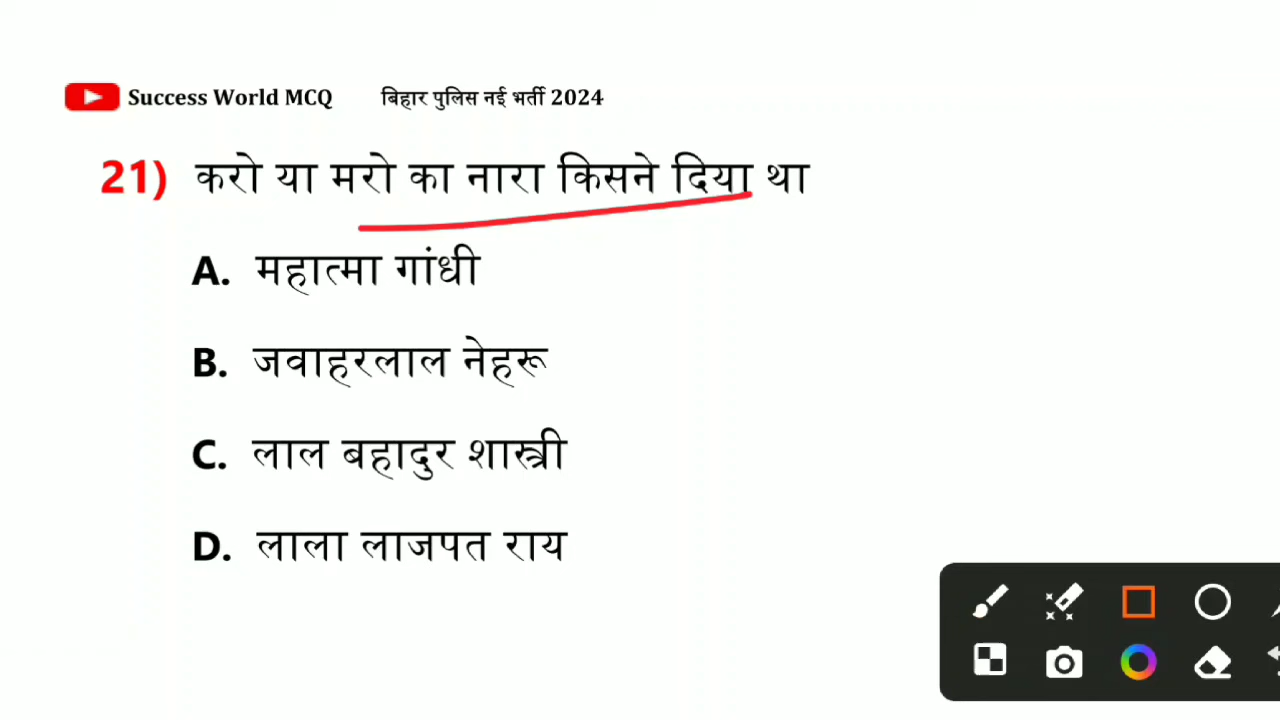 Success World MCQ बिहार पुलिस नई भर्ती 2024
21) करो या मरो का नारा किसने दिया था
A. महात्मा गांधी
B. जवाहरलाल नेहरू
C. लाल बहादुर शास्त्री
D. लाला लाजपत राय